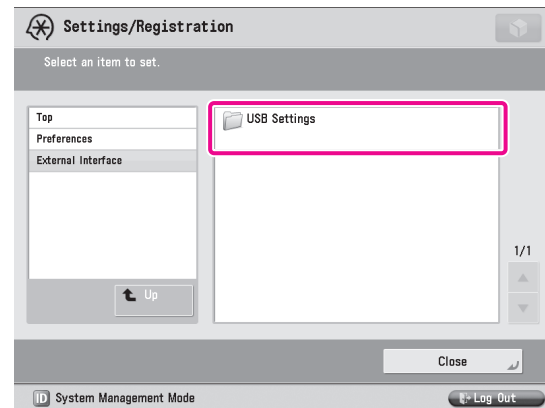 Settings/Registration
Select an item to set.
Top
Preferences
External Interface
USB Settings
Up
1/1
Close
ID System Management Mode
Log Out